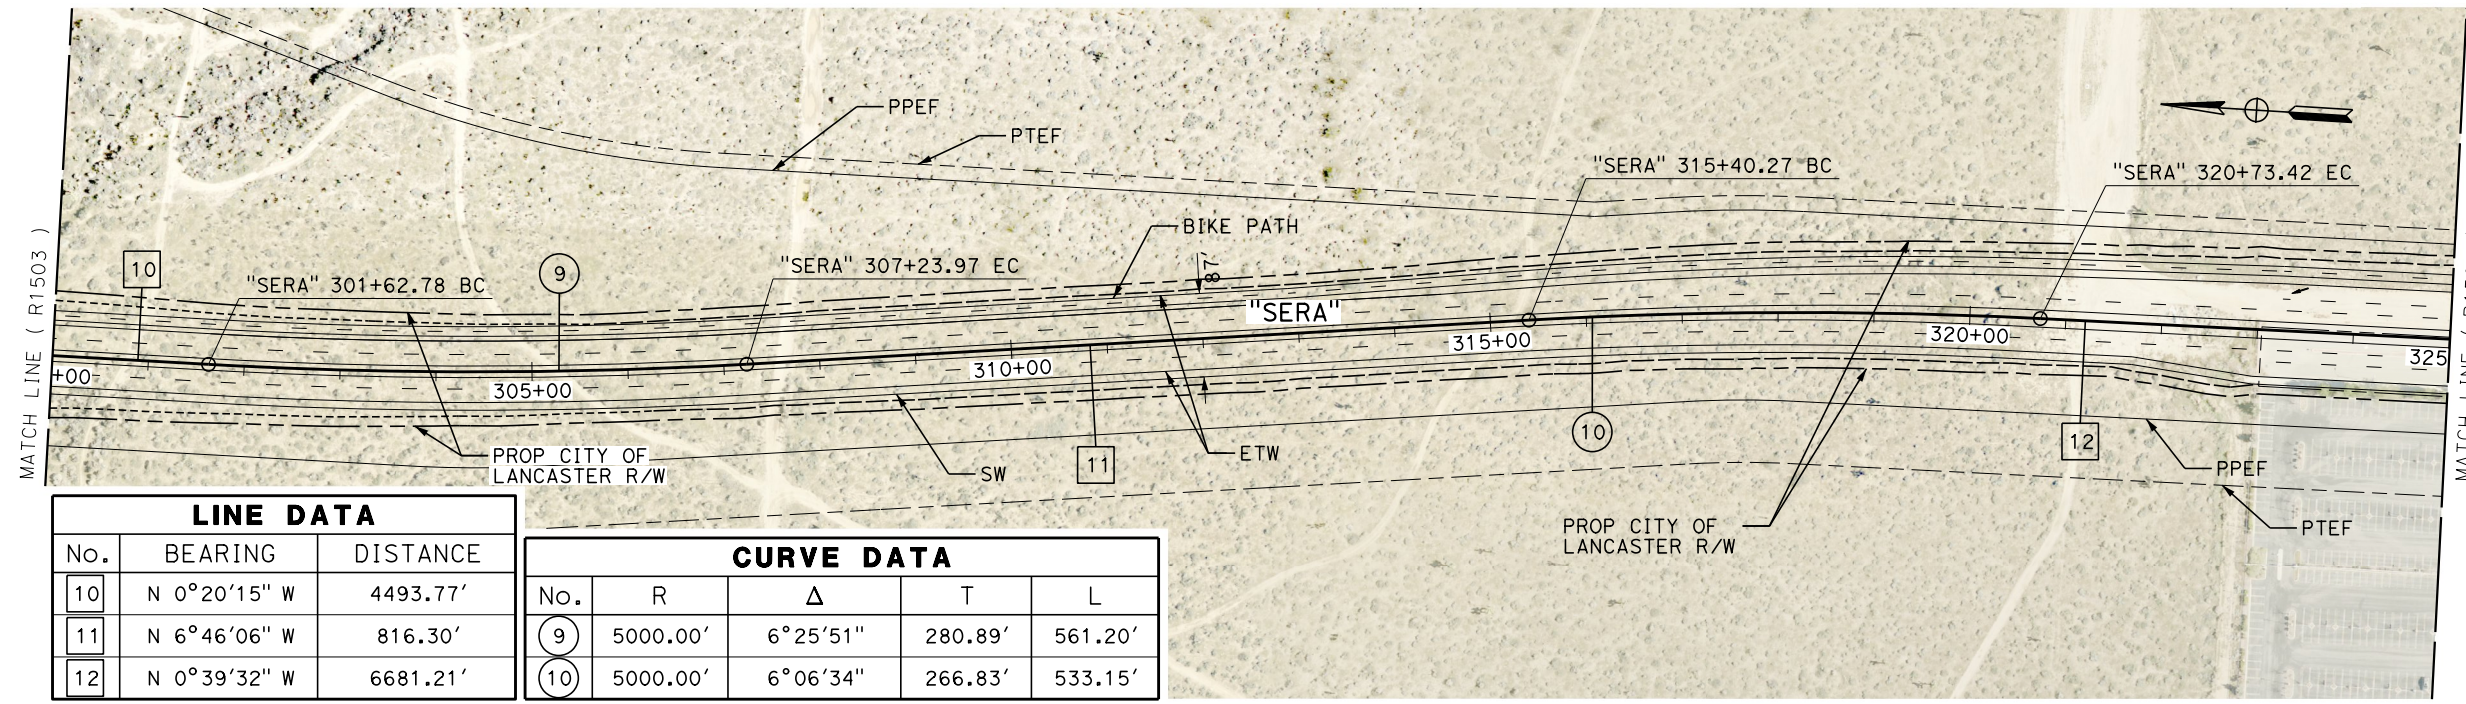 PPEF
PTEF
"SERA" 315+40.27 BC
"SERA" 320+73.42 EC
BIKE PATH
87'
"SERA" 307+23.97 EC
"SERA" 301+62.78 BC
10
9
"SERA"
MATCH LINE ( R1503 )
MATCH LINE
+00
305+00
310+00
315+00
320+00
325
10
11
12
ETW
SW
PROP CITY OF
LANCASTER R/W
PROP CITY OF
LANCASTER R/W
PPEF
PTEF
LINE DATA
No. BEARING DISTANCE
10 N 0°20'15" W 4493.77'
11 N 6°46'06" W 816.30'
12 N 0°39'32" W 6681.21'
CURVE DATA
No. R Δ T L
9 5000.00' 6°25'51" 280.89' 561.20'
10 5000.00' 6°06'34" 266.83' 533.15'